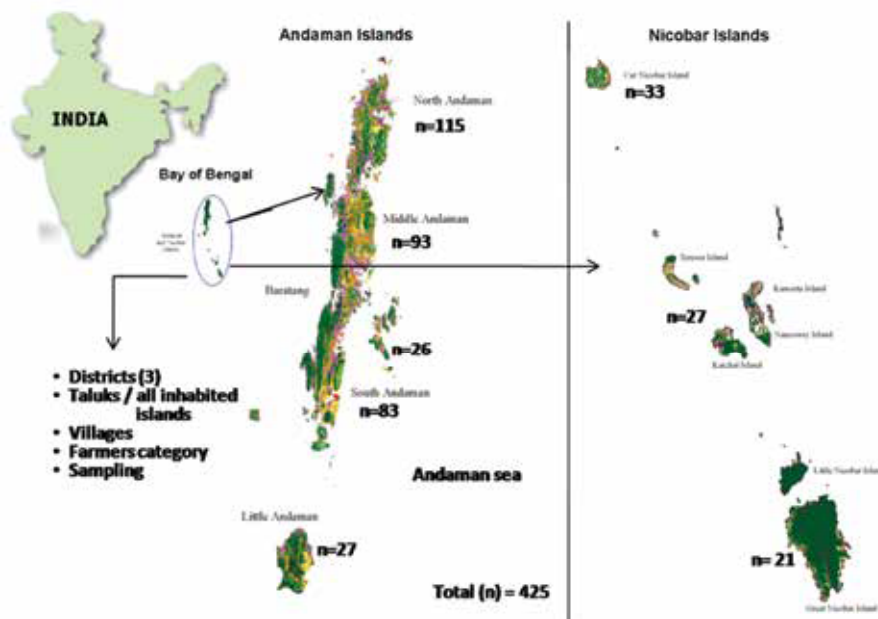 Andaman Islands
Nicobar Islands
INDIA
Bay of Bengal
North Andaman
n=115
Middle Andaman
n=93
Baratang
n=26
South Andaman
n=83
Andaman sea
Little Andaman
n=27
Total (n) = 425
• Districts (3)
• Taluks / all inhabited
islands
• Villages
• Farmers category
• Sampling
Car Nicobar Island
n=33
Teressa Island
Kamorta Island
n=27
Nancowry Island
Katchal Island
Little Nicobar Island
n= 21
Great Nicobar Island